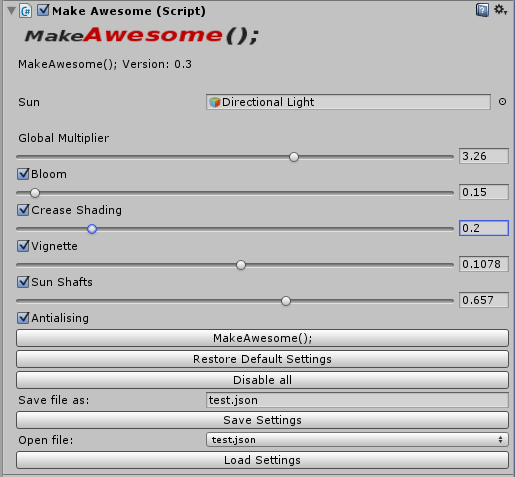 Make Awesome (Script)
MakeAwesome();
MakeAwesome(); Version: 0.3
Sun Directional Light
Global Multiplier
3.26
Bloom
0.15
Crease Shading
0.2
Vignette
0.1078
Sun Shafts
0.657
Antialising
MakeAwesome();
Restore Default Settings
Disable all
Save file as: test.json
Save Settings
Open file: test.json
Load Settings